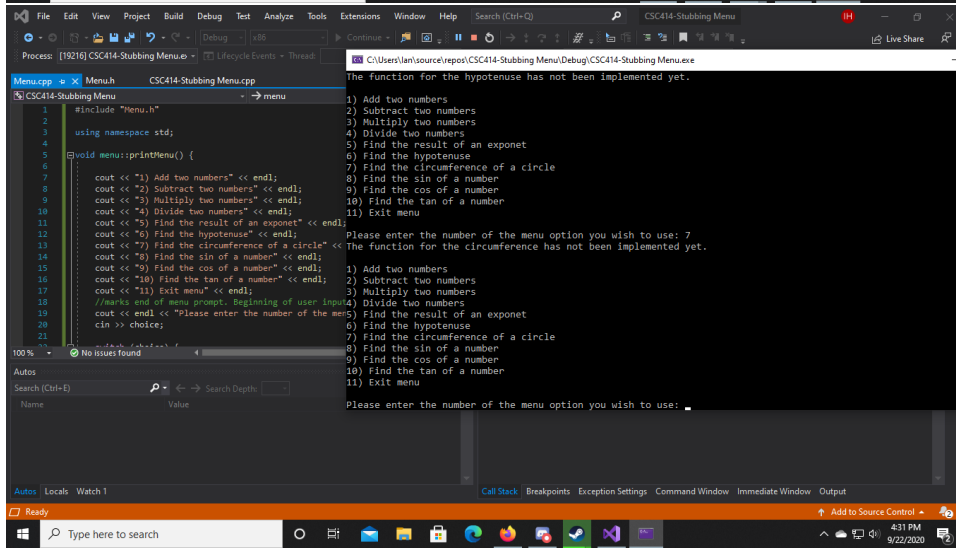 File Edit View Project Build Debug Test Analyze Tools Extensions Window Help Search (Ctrl+Q) CSC414-Stubbing Menu IH
Debug x86 Continue Live Share
Process: [19216] CSC414-Stubbing Menu.e Lifecycle Events Thread:
C:\Users\Ian\source\repos\CSC414-Stubbing Menu\Debug\CSC414-Stubbing Menu.exe
Menu.cpp Menu.h CSC414-Stubbing Menu.cpp
CSC414-Stubbing Menu menu
1 #include "Menu.h"
2
3 using namespace std;
4
5 void menu::printMenu() {
6
7 cout << "1) Add two numbers" << endl;
8 cout << "2) Subtract two numbers" << endl;
9 cout << "3) Multiply two numbers" << endl;
10 cout << "4) Divide two numbers" << endl;
11 cout << "5) Find the result of an exponet" << endl;
12 cout << "6) Find the hypotenuse" << endl;
13 cout << "7) Find the circumference of a circle" <<
14 cout << "8) Find the sin of a number" << endl;
15 cout << "9) Find the cos of a number" << endl;
16 cout << "10) Find the tan of a number" << endl;
17 cout << "11) Exit menu" << endl;
18 //marks end of menu prompt. Beginning of user input
19 cout << endl << "Please enter the number of the men
20 cin >> choice;
21
100 % No issues found
The function for the hypotenuse has not been implemented yet.
1) Add two numbers
2) Subtract two numbers
3) Multiply two numbers
4) Divide two numbers
5) Find the result of an exponet
6) Find the hypotenuse
7) Find the circumference of a circle
8) Find the sin of a number
9) Find the cos of a number
10) Find the tan of a number
11) Exit menu
Please enter the number of the menu option you wish to use: 7
The function for the circumference has not been implemented yet.
1) Add two numbers
2) Subtract two numbers
3) Multiply two numbers
4) Divide two numbers
5) Find the result of an exponet
6) Find the hypotenuse
7) Find the circumference of a circle
8) Find the sin of a number
9) Find the cos of a number
10) Find the tan of a number
11) Exit menu
Please enter the number of the menu option you wish to use:
Autos
Search (Ctrl+E) Search Depth:
Name Value
Autos Locals Watch 1
Call Stack Breakpoints Exception Settings Command Window Immediate Window Output
Ready Add to Source Control 2
Type here to search
4:31 PM
9/22/2020
2